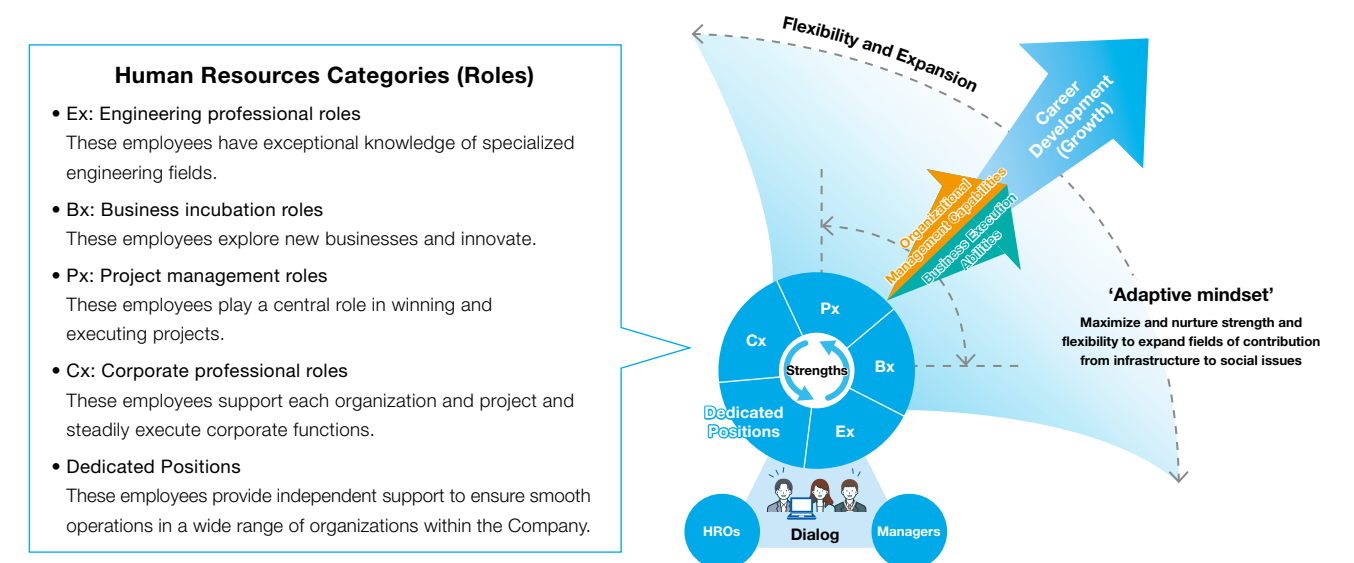 Human Resources Categories (Roles)
• Ex: Engineering professional roles
These employees have exceptional knowledge of specialized
engineering fields.
• Bx: Business incubation roles
These employees explore new businesses and innovate.
• Px: Project management roles
These employees play a central role in winning and
executing projects.
• Cx: Corporate professional roles
These employees support each organization and project and
steadily execute corporate functions.
• Dedicated Positions
These employees provide independent support to ensure smooth
operations in a wide range of organizations within the Company.
Flexibility and Expansion
Career
Development
(Growth)
Organizational
Management Capabilities
Business Execution
Abilities
'Adaptive mindset'
Maximize and nurture strength and
flexibility to expand fields of contribution
from infrastructure to social issues
Px
Cx
Bx
Strengths
Dedicated
Positions
Ex
HROs
Dialog
Managers